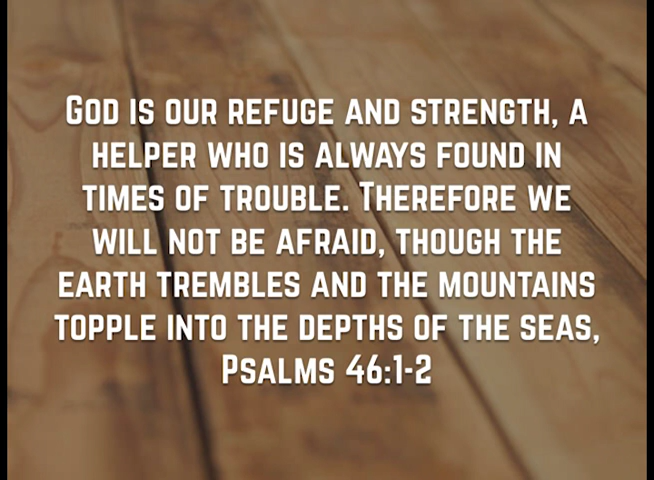 God is our refuge and strength, a
helper who is always found in
times of trouble. Therefore we
will not be afraid, though the
earth trembles and the mountains
topple into the depths of the seas,
Psalms 46:1-2